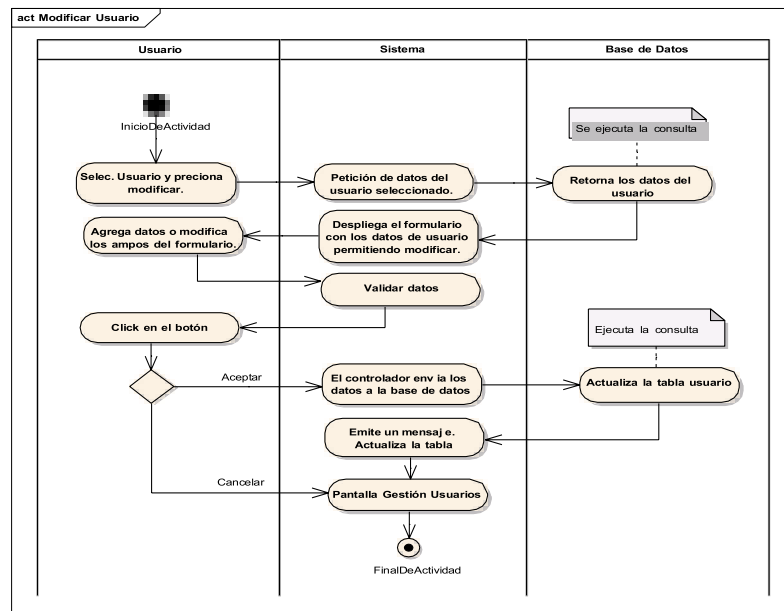 act Modificar Usuario
Usuario
Sistema
Base de Datos
InicioDeActividad
Se ejecuta la consulta
Selec. Usuario y preciona
modificar.
Petición de datos del
usuario seleccionado.
Retorna los datos del
usuario
Agrega datos o modifica
los ampos del formulario.
Despliega el formulario
con los datos de usuario
permitiendo modificar.
Validar datos
Click en el botón
Ejecuta la consulta
Aceptar
El controlador env ia los
datos a la base de datos
Actualiza la tabla usuario
Emite un mensaj e.
Actualiza la tabla
Cancelar
Pantalla Gestión Usuarios
FinalDeActividad